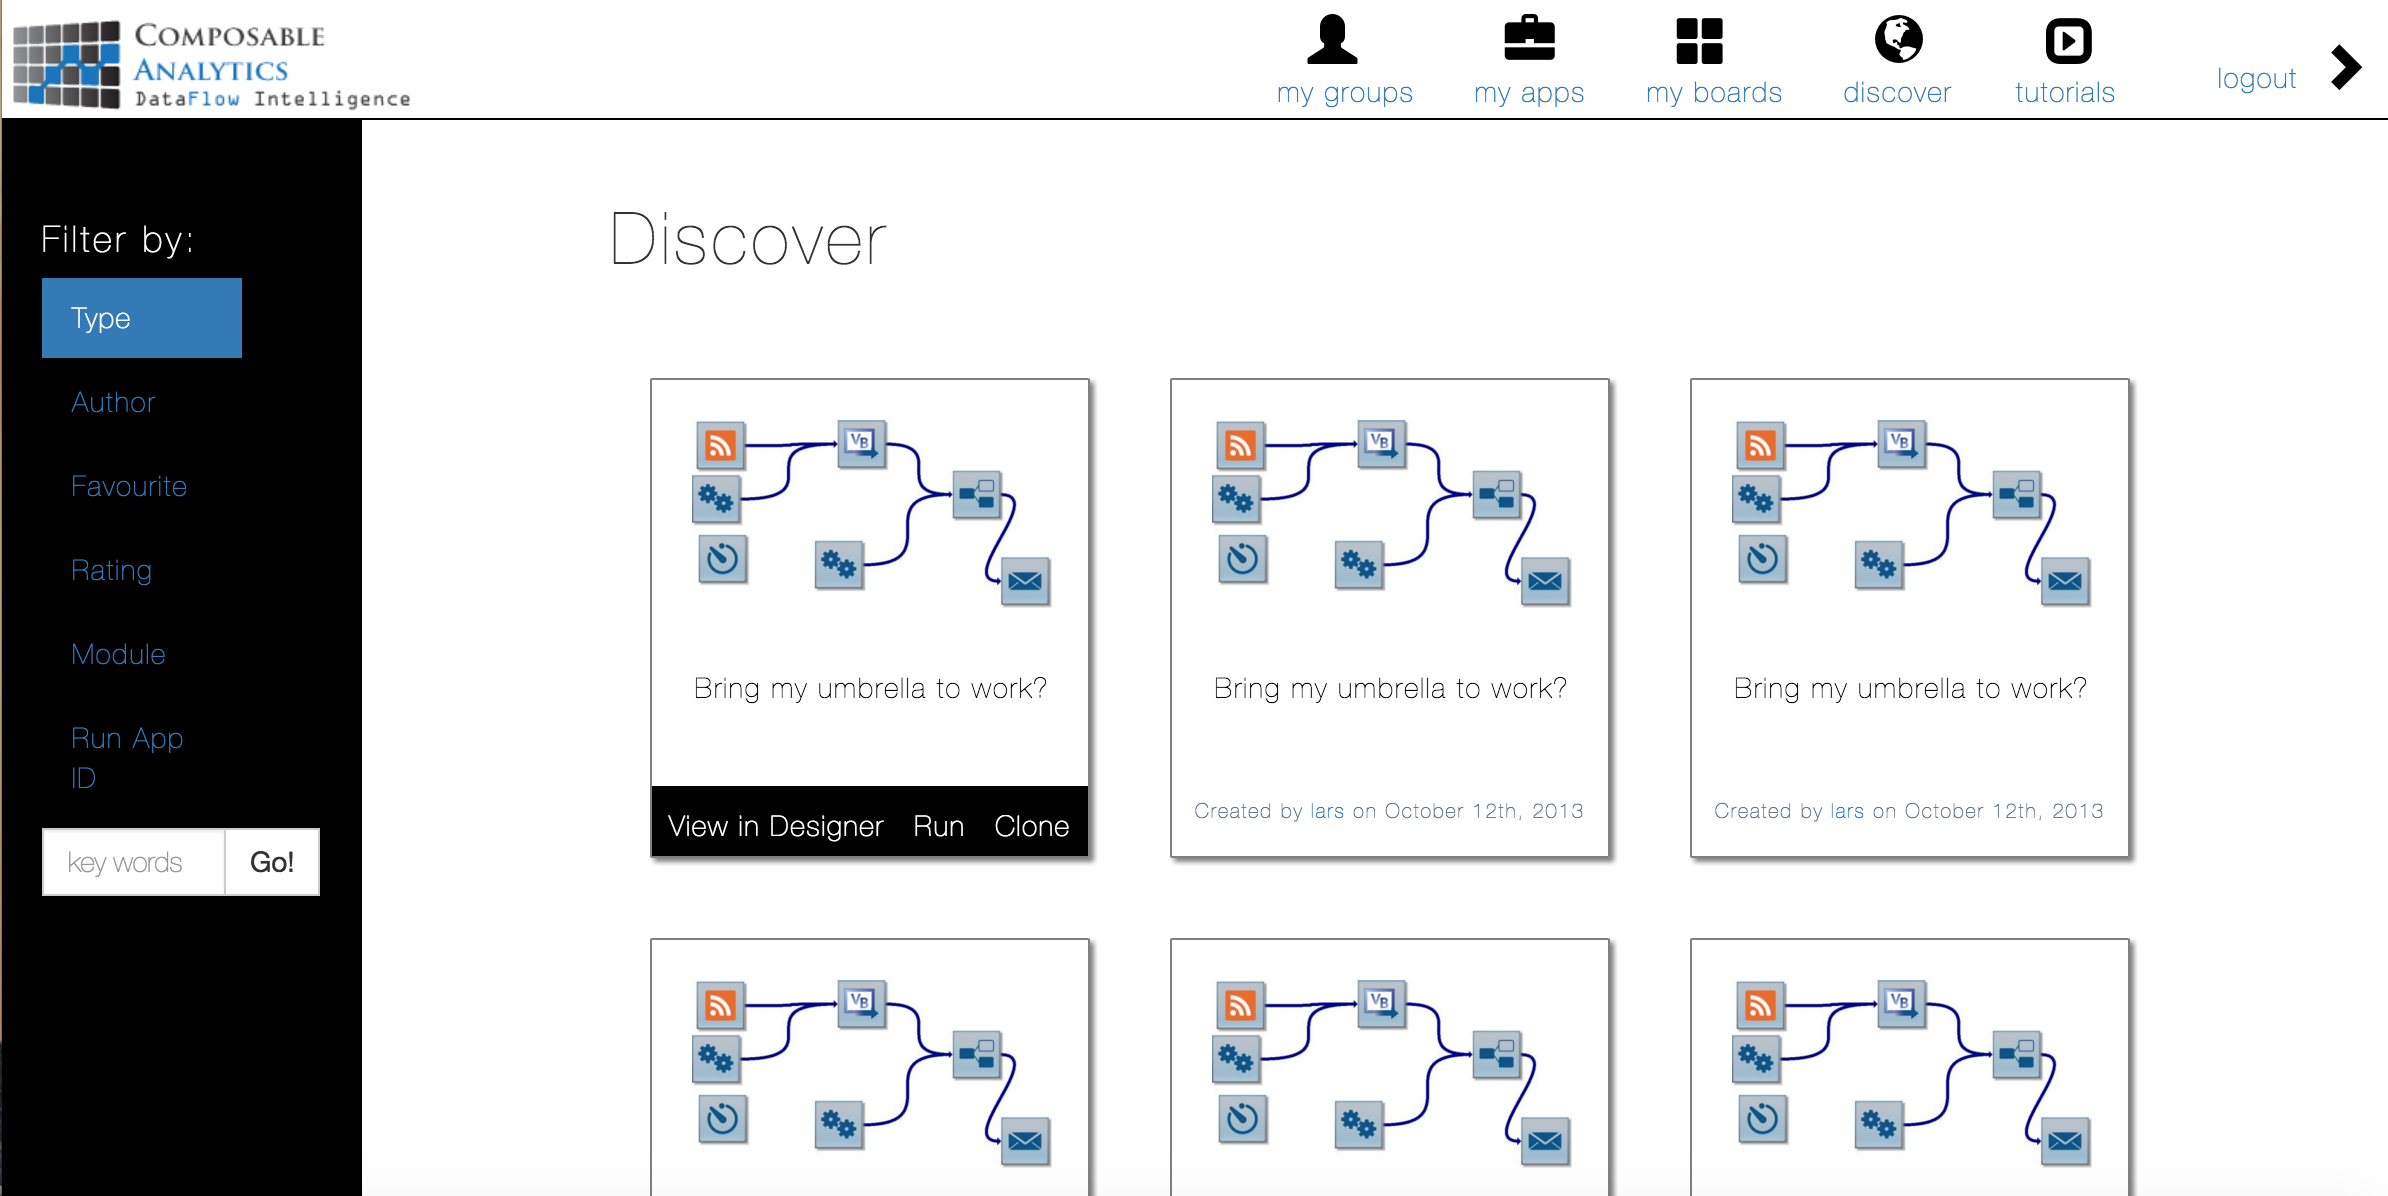 COMPOSABLE
ANALYTICS
DataFlow Intelligence
my groups
my apps
my boards
discover
tutorials
logout
Filter by:
Type
Author
Favourite
Rating
Module
Run App
ID
key words
Go!
Discover
VB
Bring my umbrella to work?
View in Designer Run Clone
VB
Bring my umbrella to work?
Created by lars on October 12th, 2013
VB
Bring my umbrella to work?
Created by lars on October 12th, 2013
VB
VB
VB